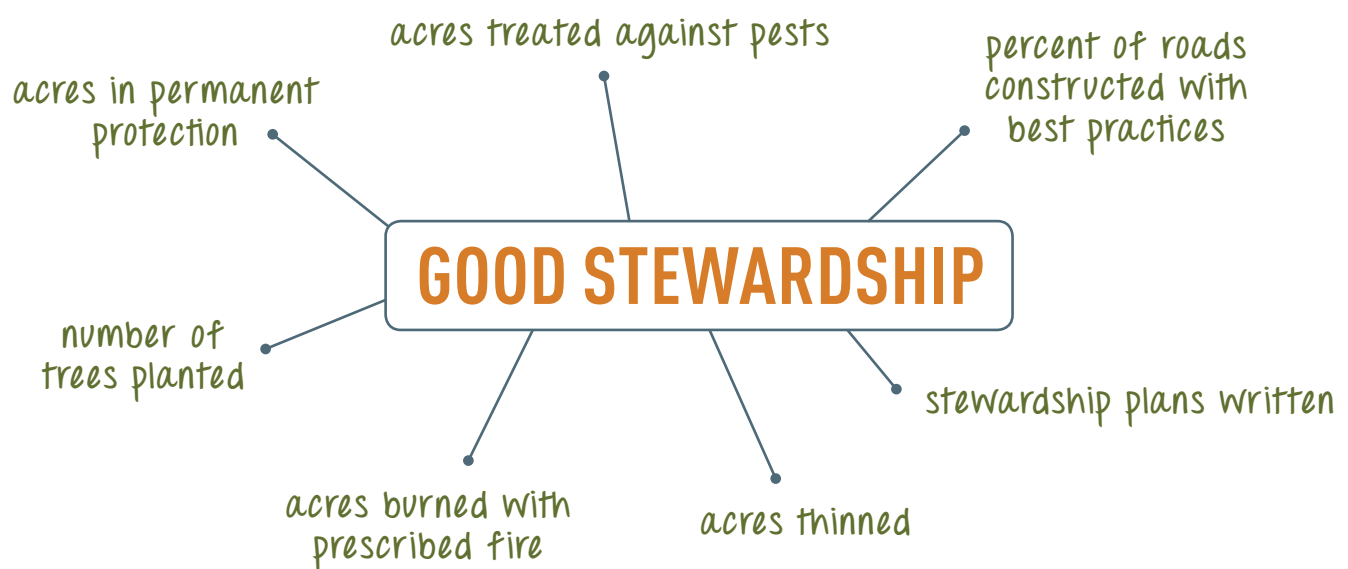 acres treated against pests
percent of roads
constructed with
best practices
acres in permanent
protection
GOOD STEWARDSHIP
number of
trees planted
stewardship plans written
acres burned with
prescribed fire
acres thinned